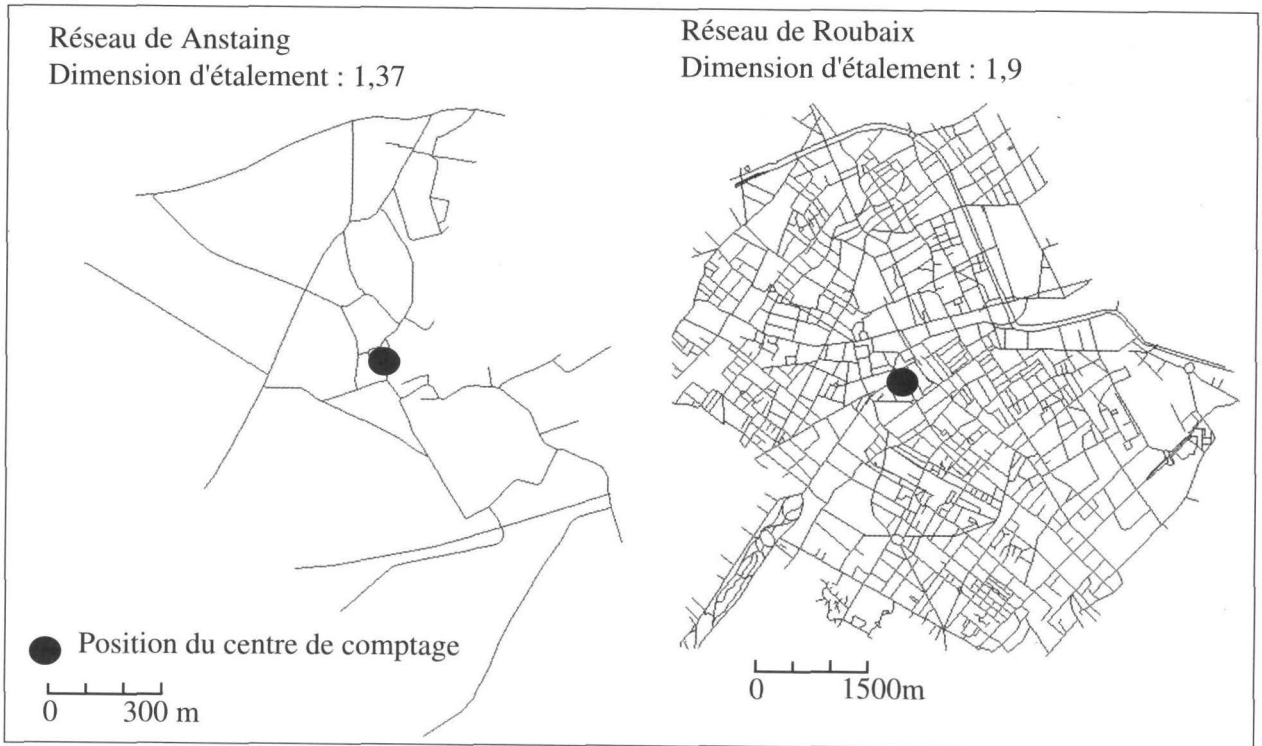 Réseau de Anstaing
Dimension d'étalement : 1,37
Réseau de Roubaix
Dimension d'étalement : 1,9
Position du centre de comptage
0 300 m
0 1500m